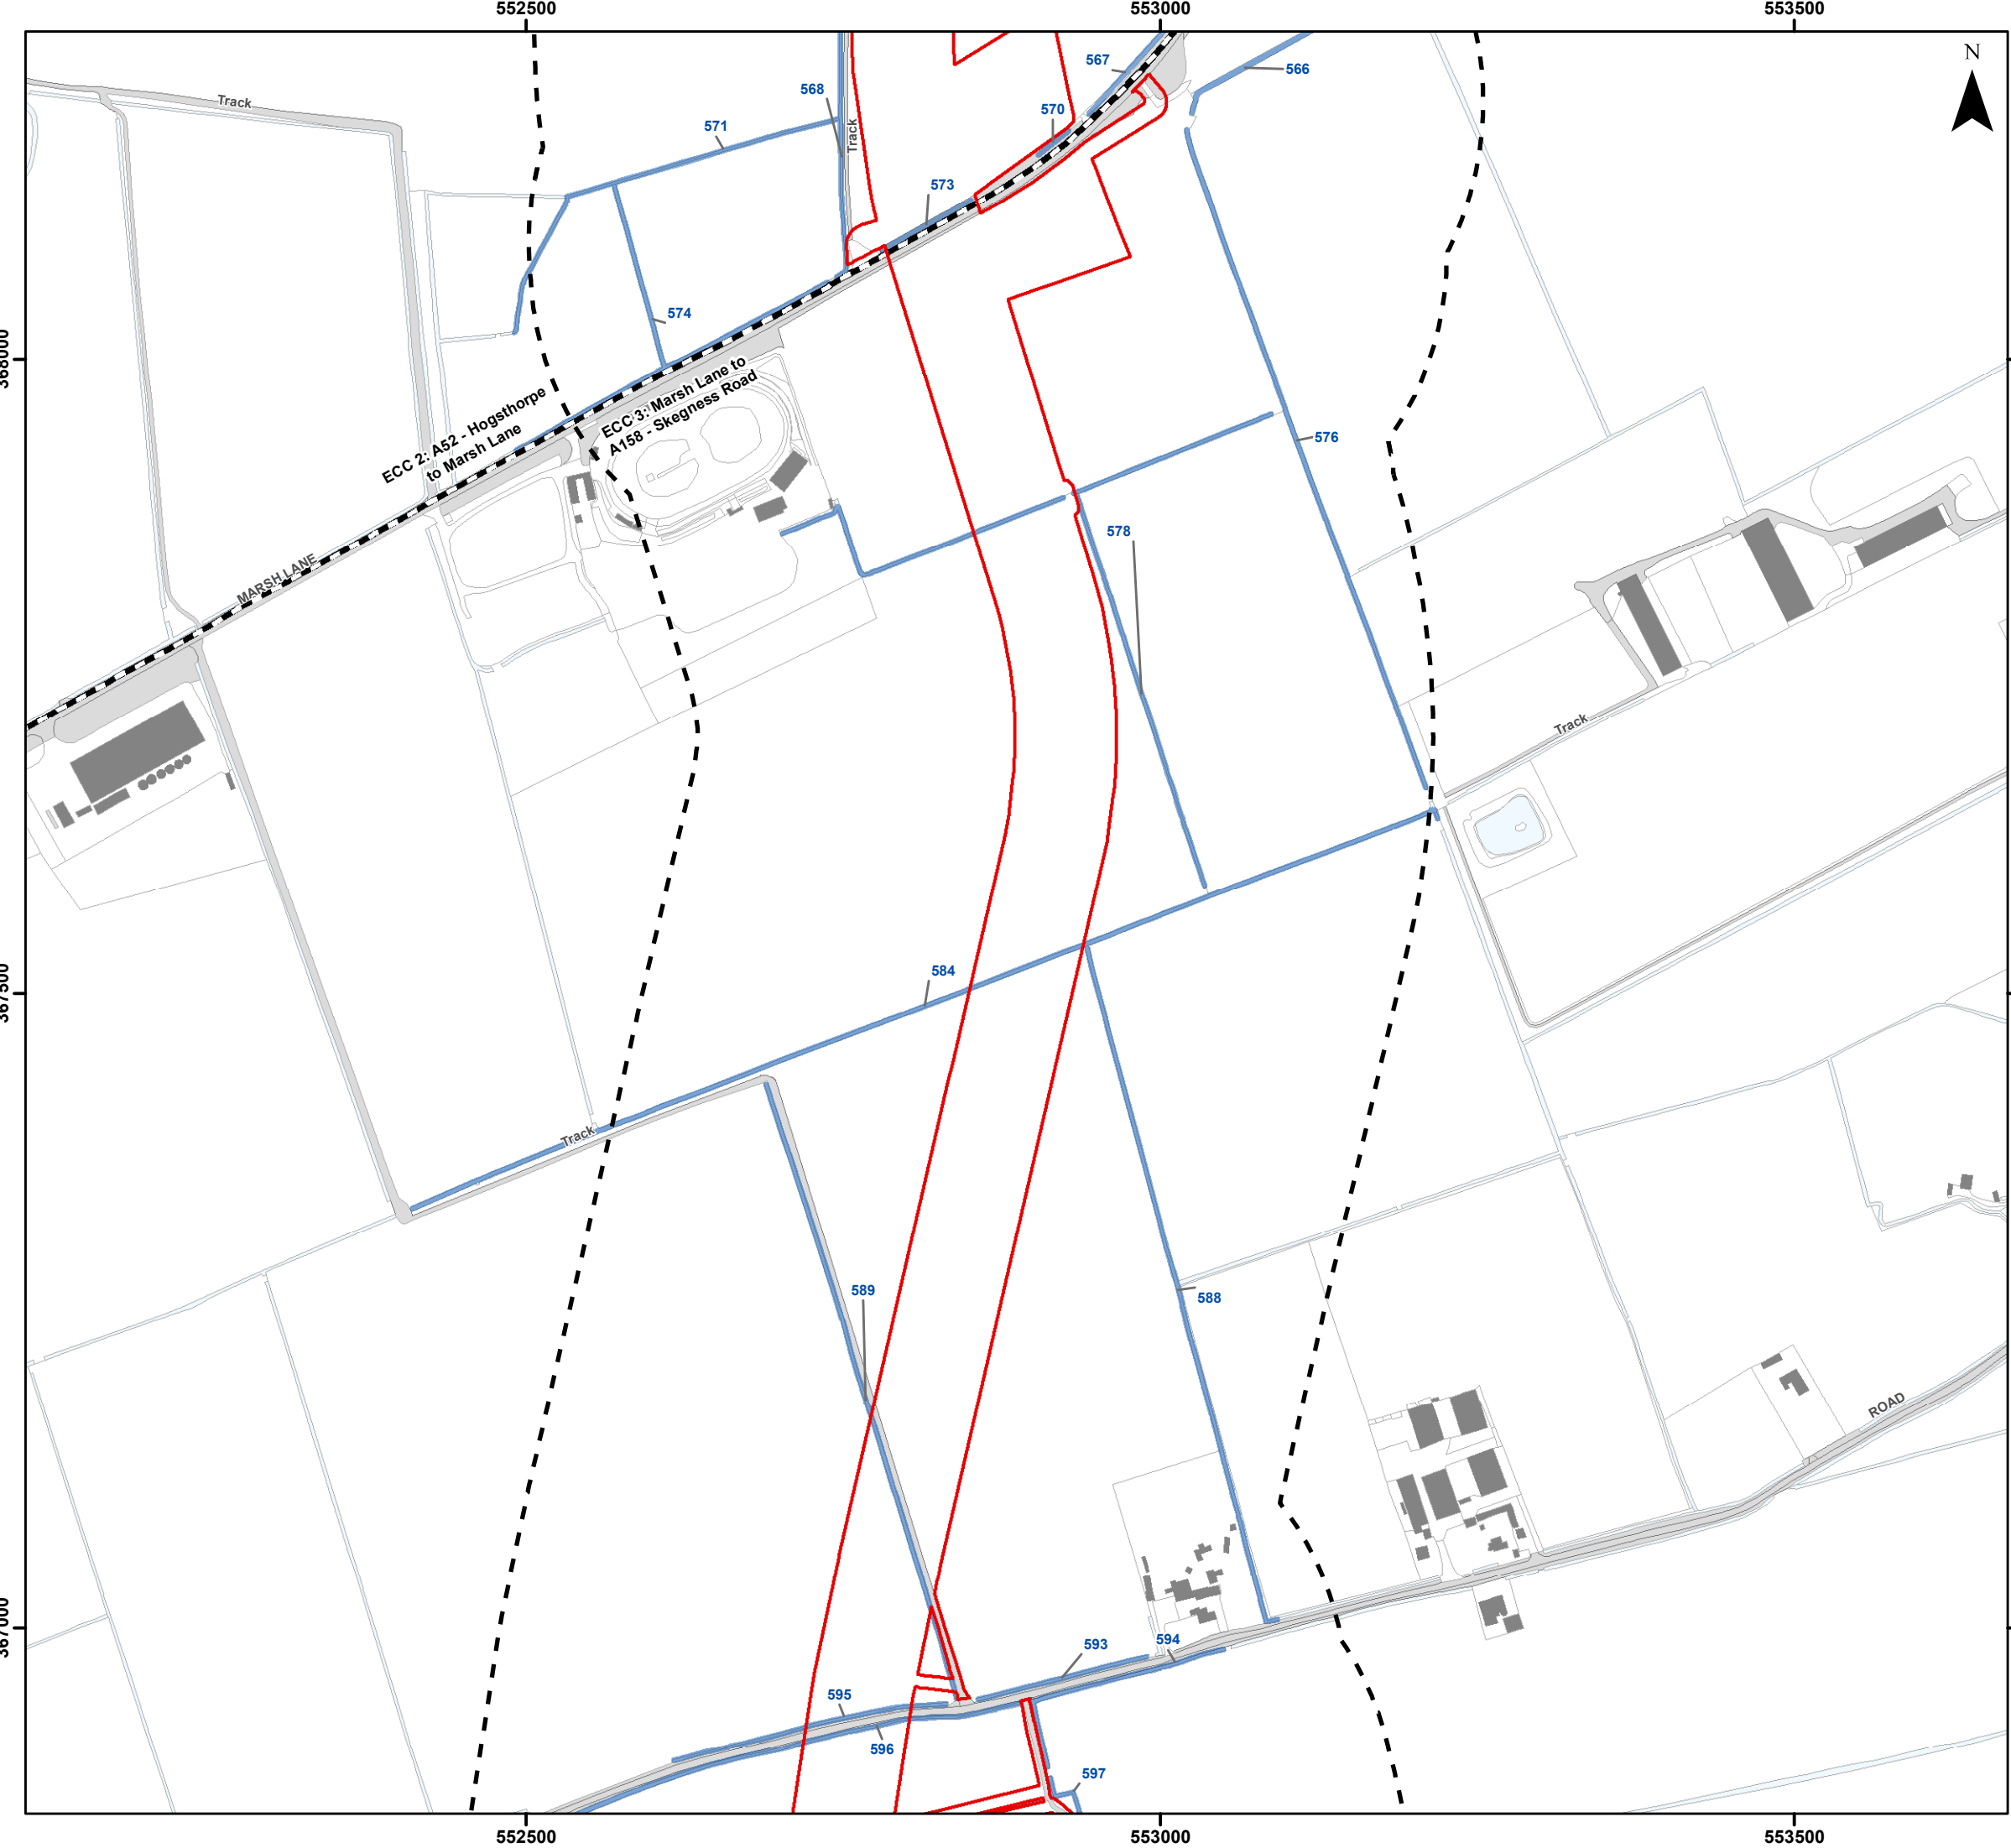 552500
553000
553500
N
567
566
568
Track
570
571
Track
573
574
368000
ECC 2: A52 - Hogsthorpe
to Marsh Lane
ECC 3: Marsh Lane to
A158 - Skegness Road
576
578
MARSH LANE
Track
584
367500
Track
589
588
ROAD
367000
593
594
595
596
597
552500
553000
553500